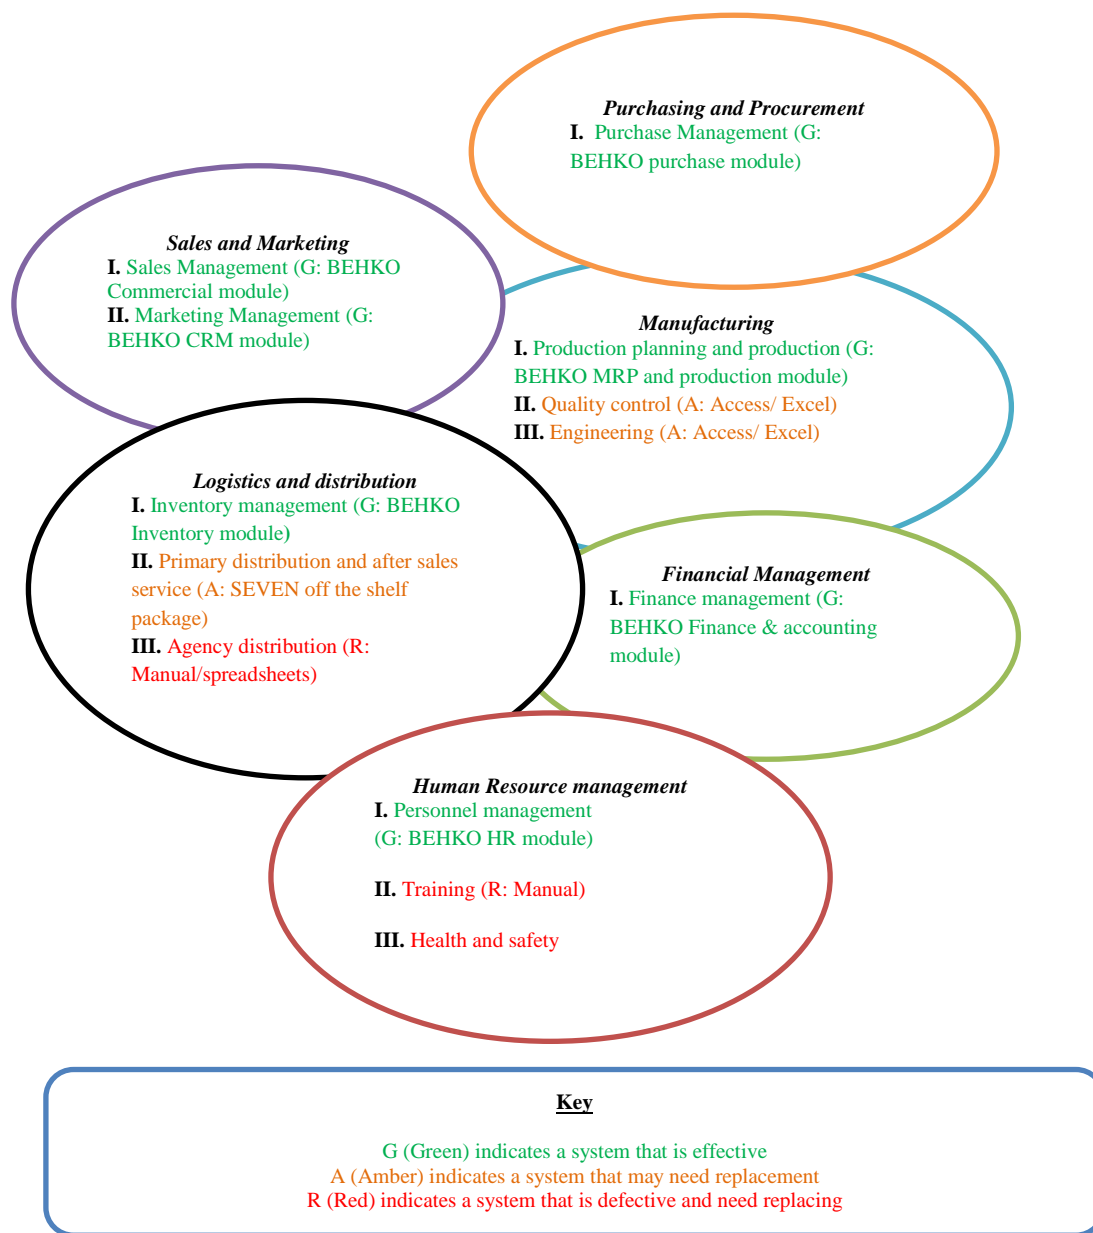 Purchasing and Procurement
I. Purchase Management (G:
BEHKO purchase module)
Sales and Marketing
I. Sales Management (G: BEHKO
Commercial module)
II. Marketing Management (G:
BEHKO CRM module)
Manufacturing
I. Production planning and production (G:
BEHKO MRP and production module)
II. Quality control (A: Access/ Excel)
III. Engineering (A: Access/ Excel)
Logistics and distribution
I. Inventory management (G: BEHKO
Inventory module)
II. Primary distribution and after sales
service (A: SEVEN off the shelf
package)
III. Agency distribution (R:
Manual/spreadsheets)
Financial Management
I. Finance management (G:
BEHKO Finance & accounting
module)
Human Resource management
I. Personnel management
(G: BEHKO HR module)
II. Training (R: Manual)
III. Health and safety
Key
G (Green) indicates a system that is effective
A (Amber) indicates a system that may need replacement
R (Red) indicates a system that is defective and need replacing